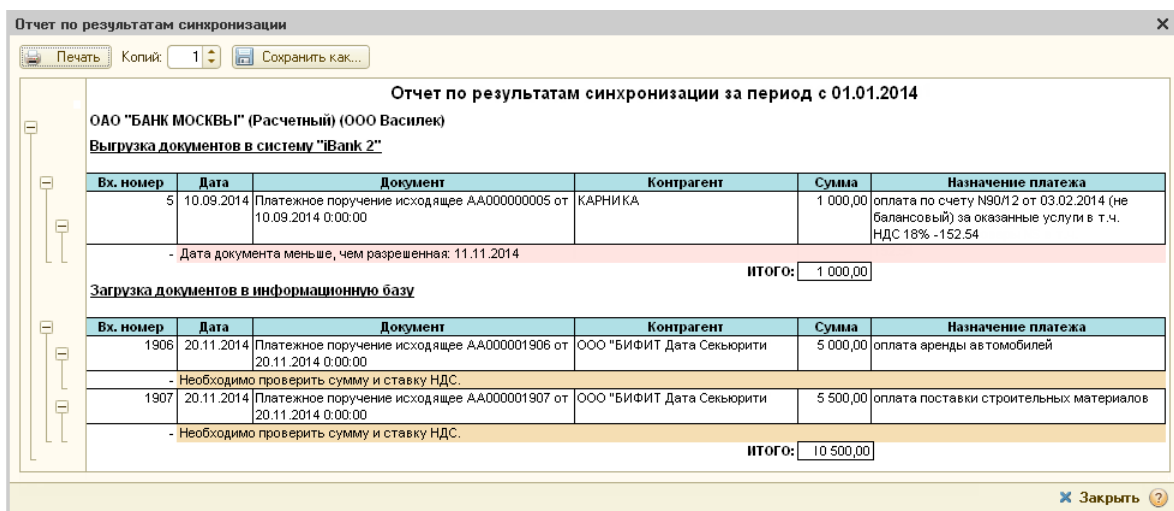 Отчет по результатам синхронизации
Печать Копий: 1 Сохранить как...
Отчет по результатам синхронизации за период с 01.01.2014
ОАО "БАНК МОСКВЫ" (Расчетный) (ООО Василек)
Выгрузка документов в систему "iBank 2"
Вх. номер Дата Документ Контрагент Сумма Назначение платежа
5 10.09.2014 Платежное поручение исходящее АА000000005 от КАРНИКА 1 000,00 оплата по счету N90/12 от 03.02.2014 (не
10.09.2014 0:00:00 балансовый) за оказанные услуги в т.ч.
НДС 18% -152.54
- Дата документа меньше, чем разрешенная: 11.11.2014
ИТОГО: 1 000,00
Загрузка документов в информационную базу
Вх. номер Дата Документ Контрагент Сумма Назначение платежа
1906 20.11.2014 Платежное поручение исходящее АА000001906 от ООО "БИФИТ Дата Секьюрити 5 000,00 оплата аренды автомобилей
20.11.2014 0:00:00
- Необходимо проверить сумму и ставку НДС.
1907 20.11.2014 Платежное поручение исходящее АА000001907 от ООО "БИФИТ Дата Секьюрити 5 500,00 оплата поставки строительных материалов
20.11.2014 0:00:00
- Необходимо проверить сумму и ставку НДС.
ИТОГО: 10 500,00
Закрыть ?